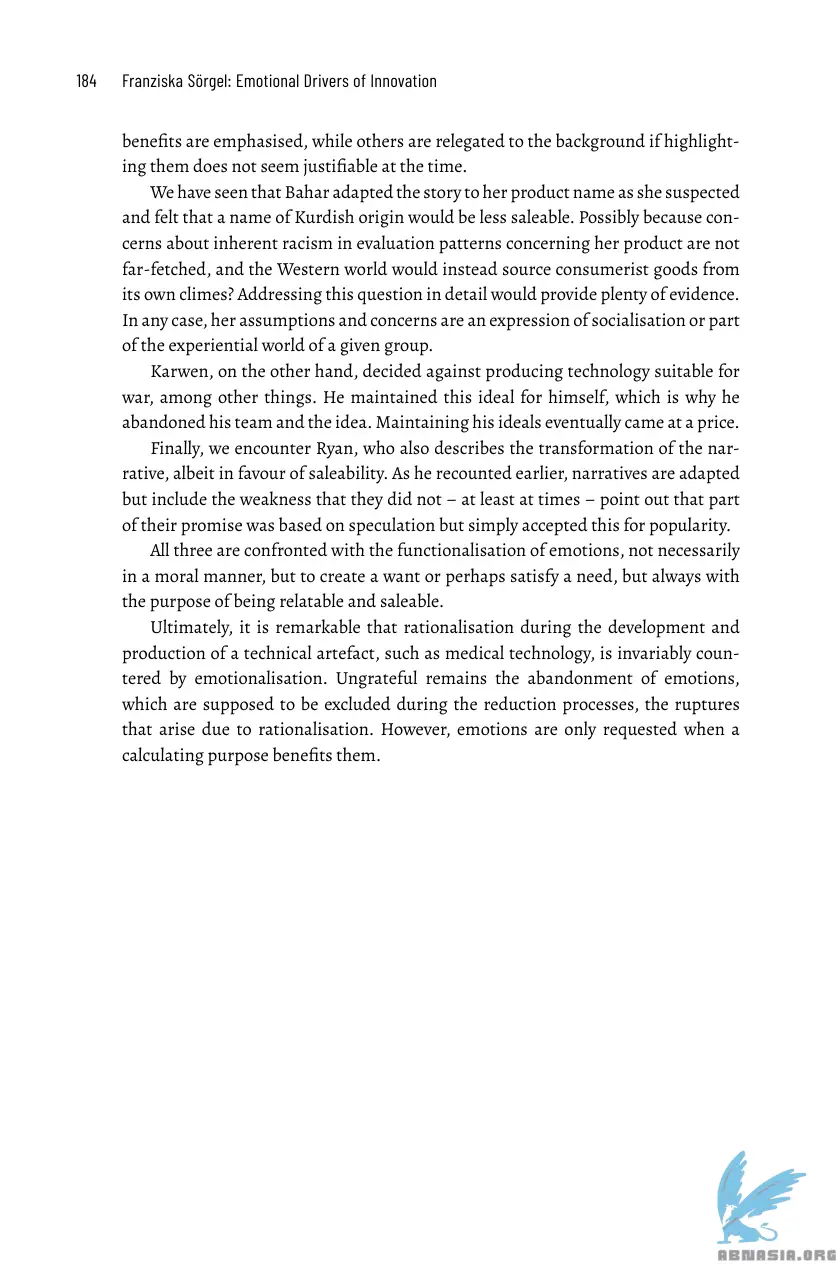 184 Franziska Sörgel: Emotional Drivers of Innovation
benefits are emphasised, while others are relegated to the background if highlight-
ing them does not seem justifiable at the time.
We have seen that Bahar adapted the story to her product name as she suspected
and felt that a name of Kurdish origin would be less saleable. Possibly because con-
cerns about inherent racism in evaluation patterns concerning her product are not
far-fetched, and the Western world would instead source consumerist goods from
its own climes? Addressing this question in detail would provide plenty of evidence.
In any case, her assumptions and concerns are an expression of socialisation or part
of the experiential world of a given group.
Karwen, on the other hand, decided against producing technology suitable for
war, among other things. He maintained this ideal for himself, which is why he
abandoned his team and the idea. Maintaining his ideals eventually came at a price.
Finally, we encounter Ryan, who also describes the transformation of the nar-
rative, albeit in favour of saleability. As he recounted earlier, narratives are adapted
but include the weakness that they did not – at least at times – point out that part
of their promise was based on speculation but simply accepted this for popularity.
All three are confronted with the functionalisation of emotions, not necessarily
in a moral manner, but to create a want or perhaps satisfy a need, but always with
the purpose of being relatable and saleable.
Ultimately, it is remarkable that rationalisation during the development and
production of a technical artefact, such as medical technology, is invariably coun-
tered by emotionalisation. Ungrateful remains the abandonment of emotions,
which are supposed to be excluded during the reduction processes, the ruptures
that arise due to rationalisation. However, emotions are only requested when a
calculating purpose benefits them.
ABNASIA.ORG